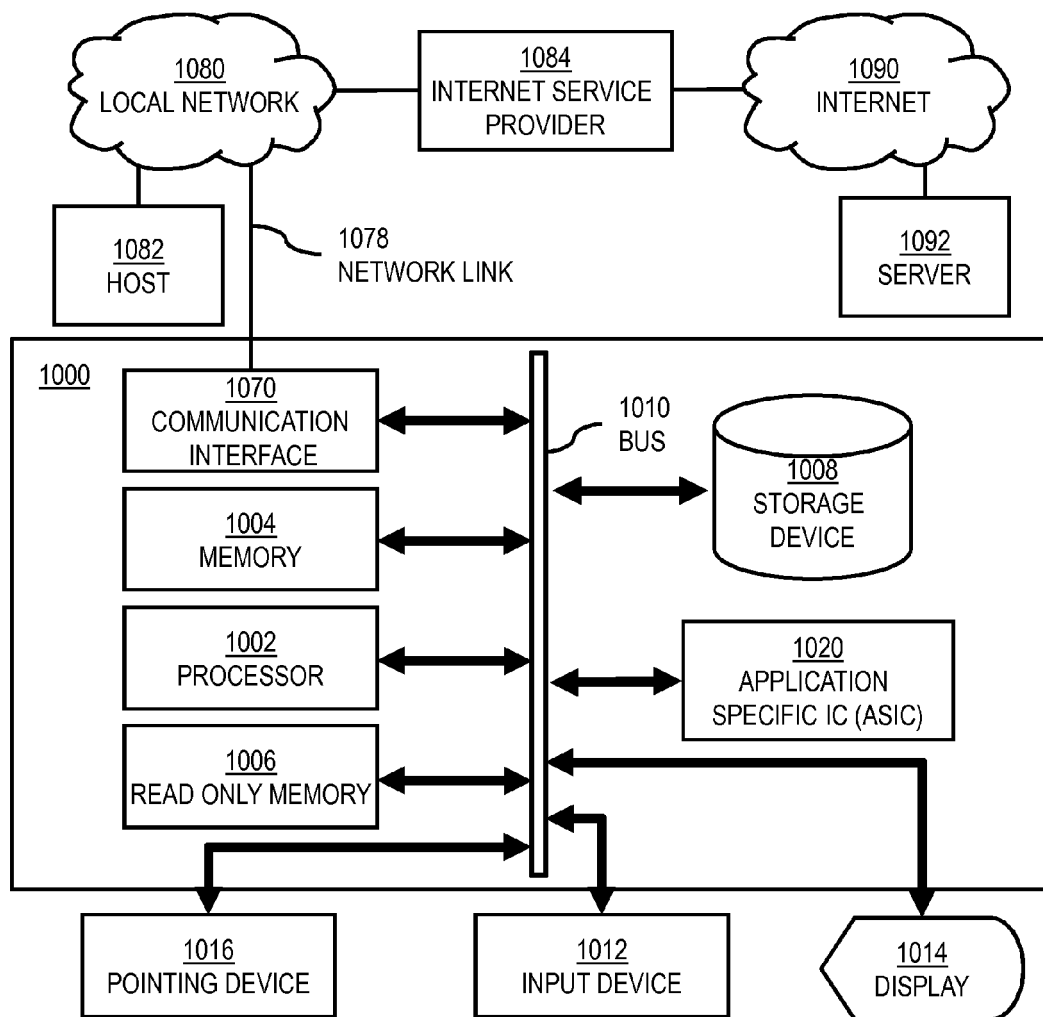 1080
LOCAL NETWORK
1084
INTERNET SERVICE
PROVIDER
1090
INTERNET
1082
HOST
1078
NETWORK LINK
1092
SERVER
1000
1070
COMMUNICATION
INTERFACE
1010
BUS
1008
STORAGE
DEVICE
1004
MEMORY
1002
PROCESSOR
1020
APPLICATION
SPECIFIC IC (ASIC)
1006
READ ONLY MEMORY
1016
POINTING DEVICE
1012
INPUT DEVICE
1014
DISPLAY